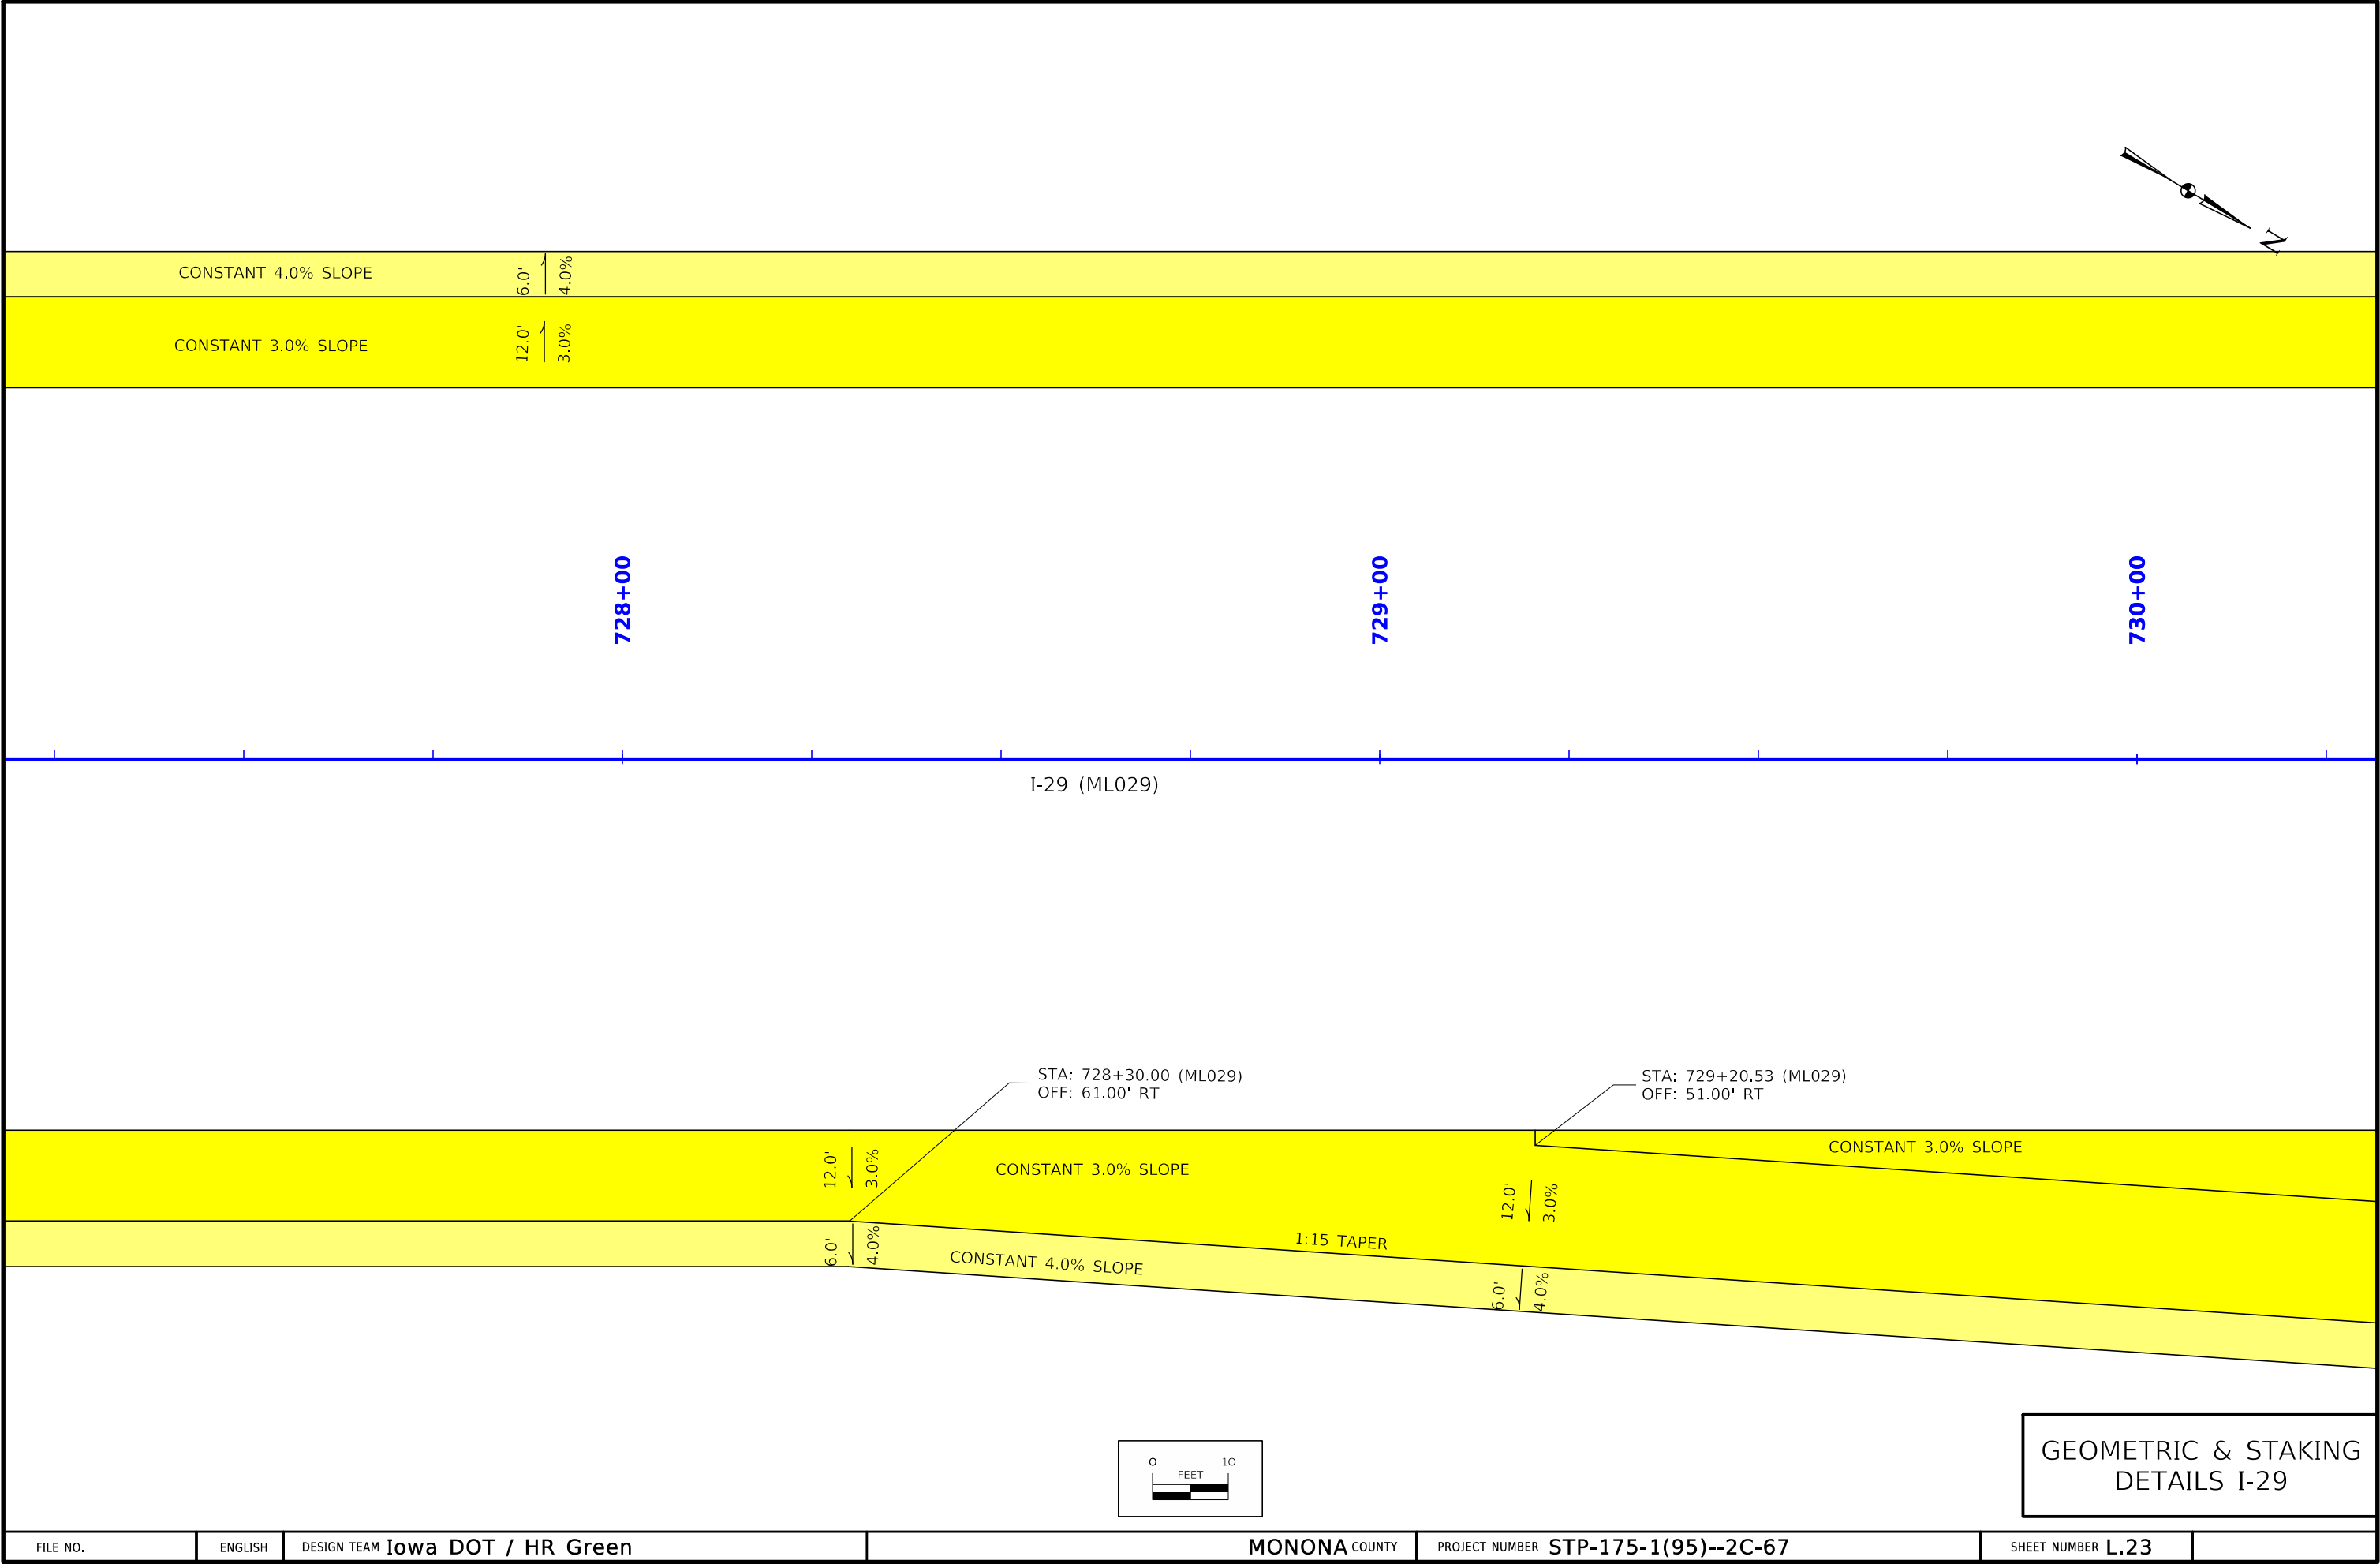 N
CONSTANT 4.0% SLOPE
6.0'
4.0%
CONSTANT 3.0% SLOPE
12.0'
3.0%
728+00
729+00
730+00
I-29 (ML029)
STA: 728+30.00 (ML029)
OFF: 61.00' RT
STA: 729+20.53 (ML029)
OFF: 51.00' RT
12.0'
3.0%
CONSTANT 3.0% SLOPE
CONSTANT 3.0% SLOPE
12.0'
3.0%
6.0'
4.0%
CONSTANT 4.0% SLOPE
1:15 TAPER
6.0'
4.0%
0 10
FEET
GEOMETRIC & STAKING
DETAILS I-29
FILE NO. ENGLISH DESIGN TEAM Iowa DOT / HR Green MONONA COUNTY PROJECT NUMBER STP-175-1(95)--2C-67 SHEET NUMBER L.23